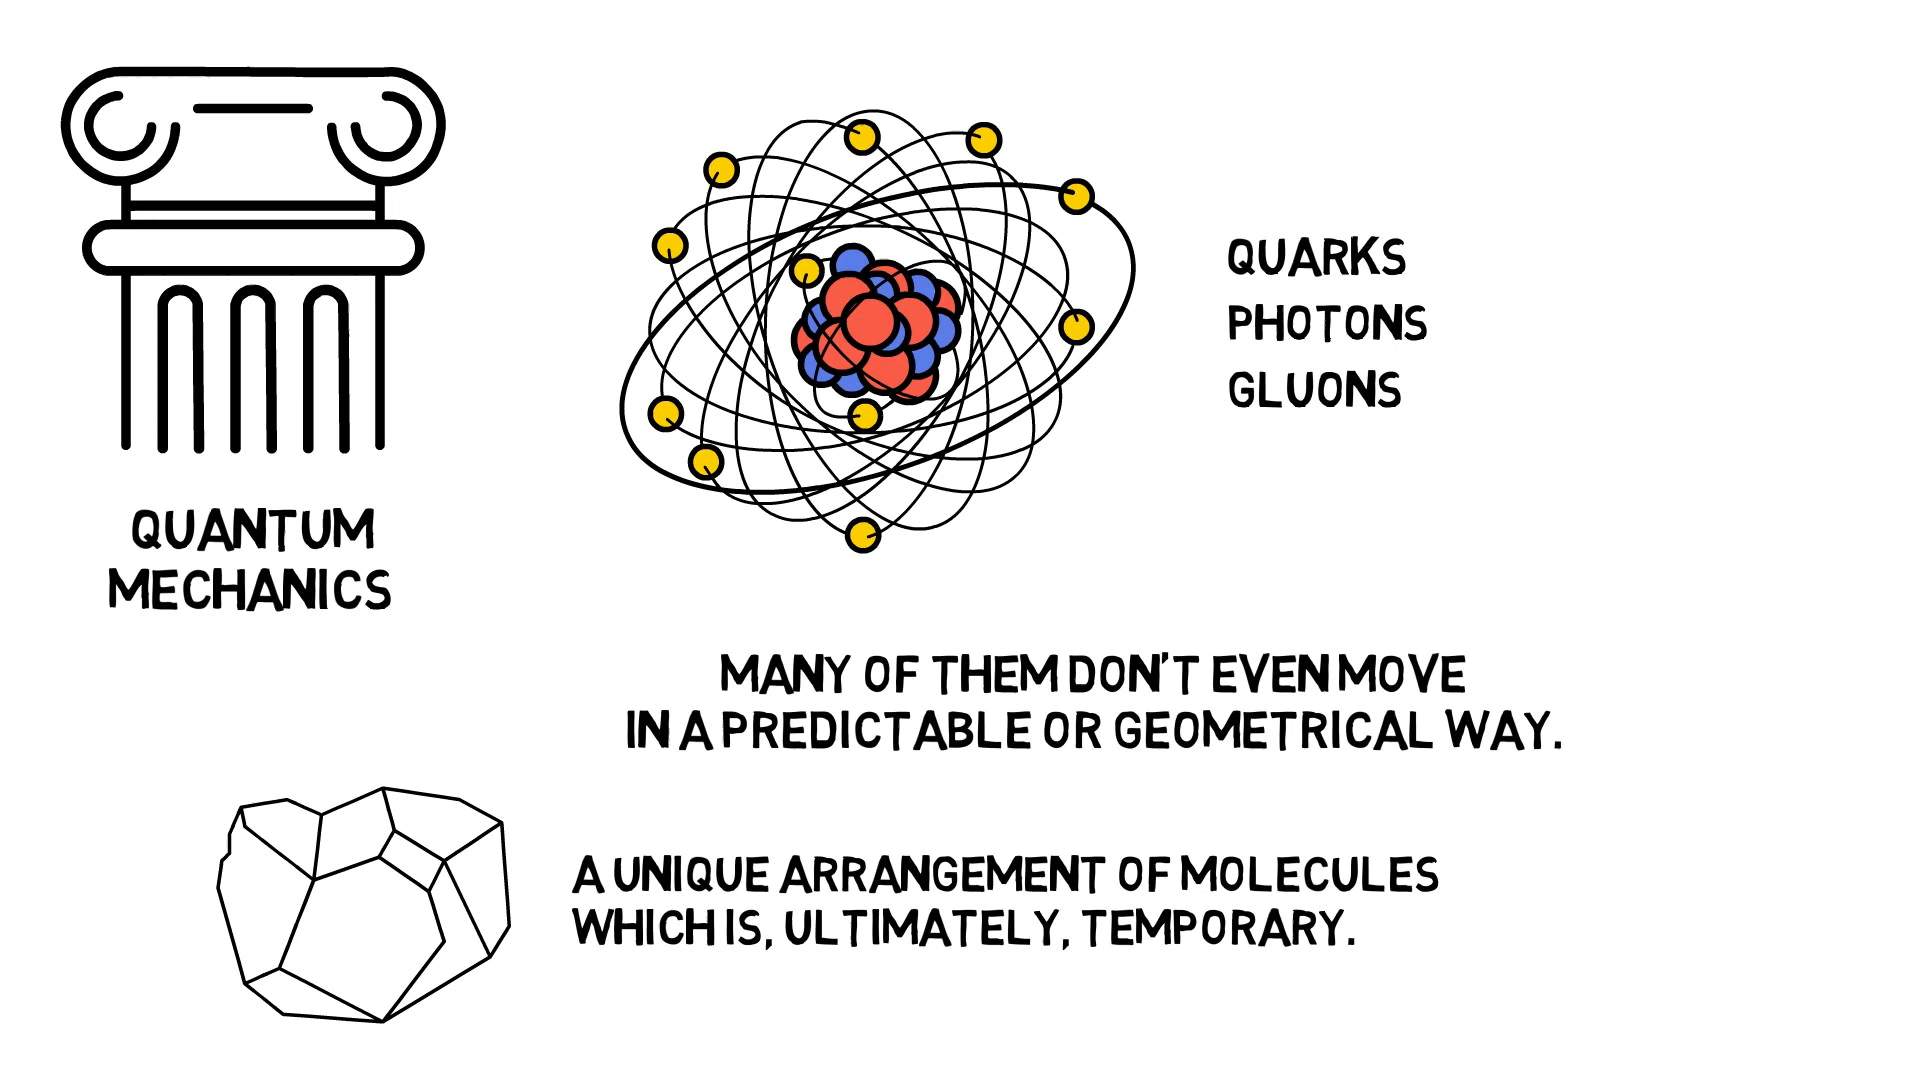 QUANTUM
MECHANICS
QUARKS
PHOTONS
GLUONS
MANY OF THEM DON'T EVEN MOVE
IN A PREDICTABLE OR GEOMETRICAL WAY.
A UNIQUE ARRANGEMENT OF MOLECULES
WHICH IS, ULTIMATELY, TEMPORARY.